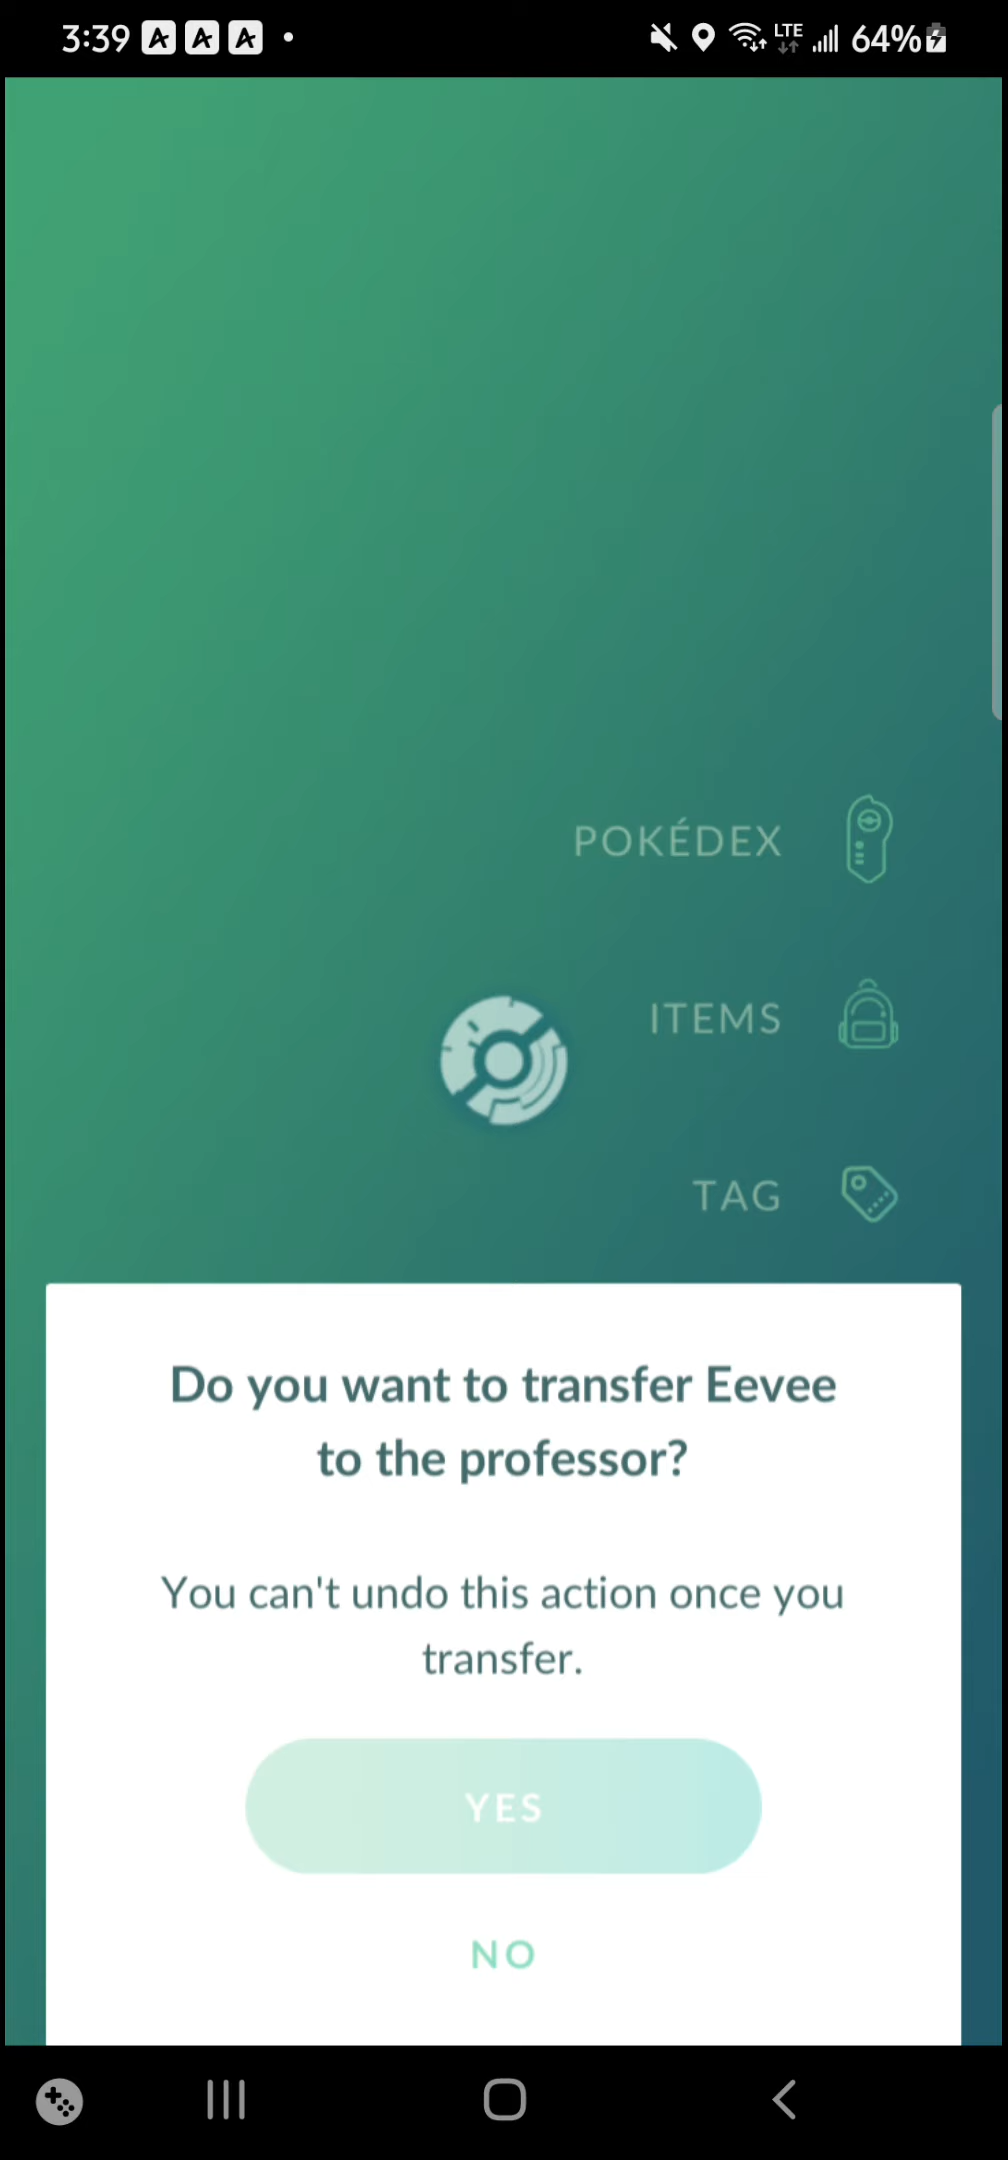 3:39
LTE
64%
POKÉDEX
ITEMS
TAG
Do you want to transfer Eevee
to the professor?
You can't undo this action once you
transfer.
YES
NO